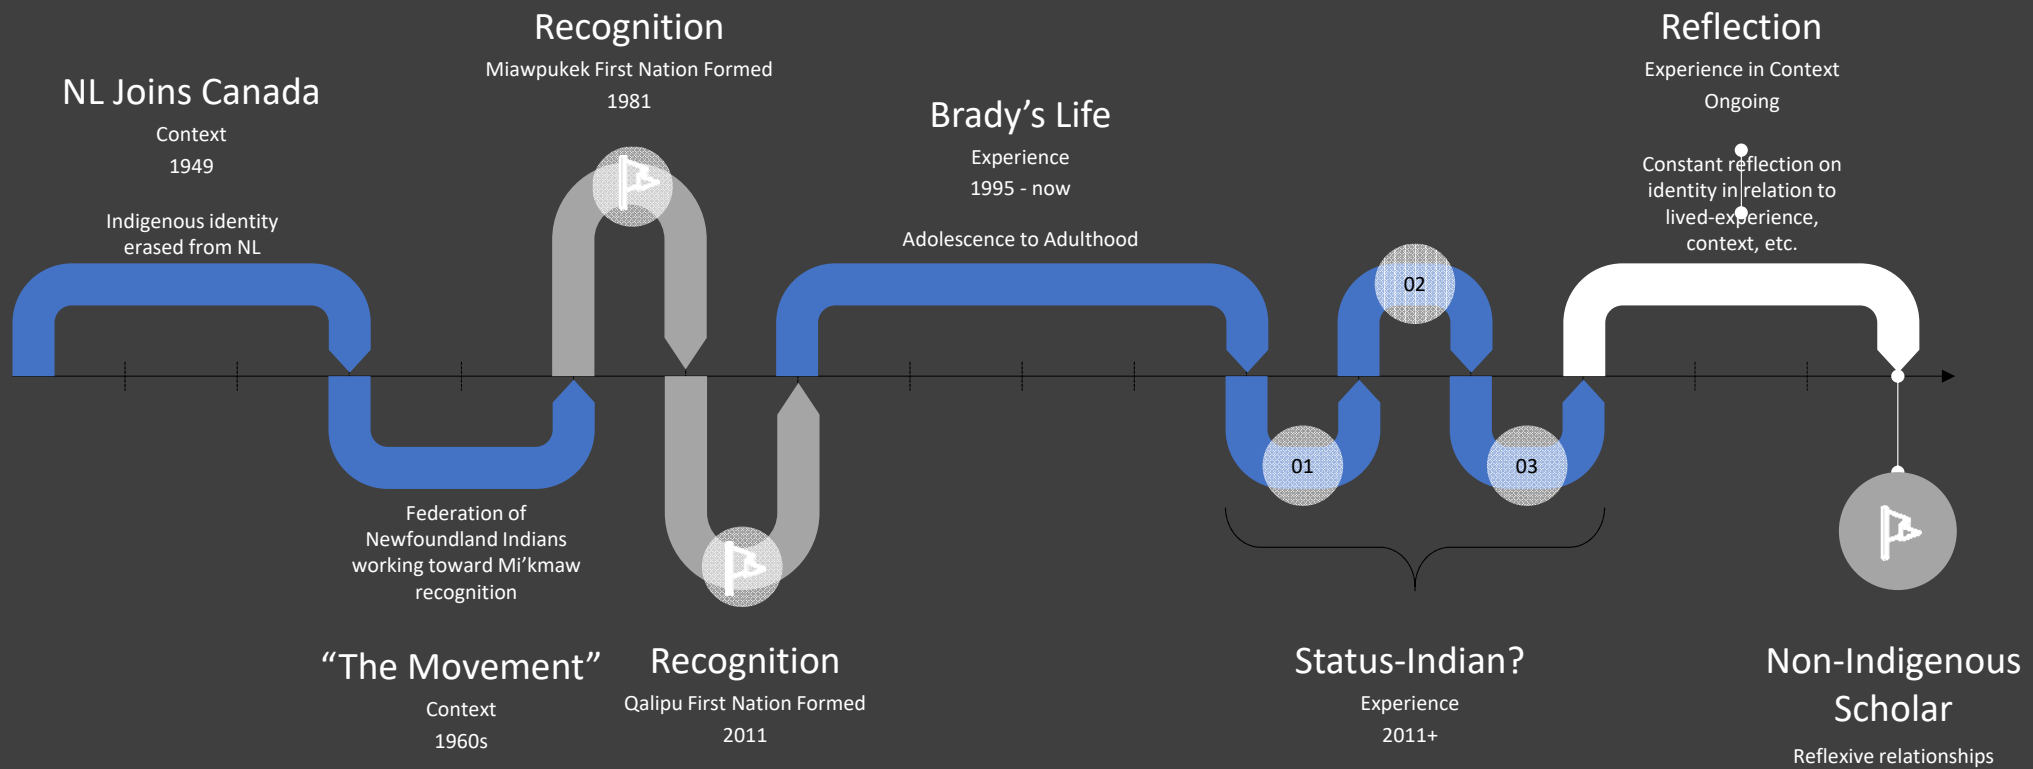 NL Joins Canada
Context
1949
Indigenous identity
erased from NL
Federation of
Newfoundland Indians
working toward Mi’kmaw
recognition
“The Movement”
Context
1960s
Recognition
Miawpukek First Nation Formed
1981
Recognition
Qalipu First Nation Formed
2011
Brady’s Life
Experience
1995 - now
Adolescence to Adulthood
01
02
03
Status-Indian?
Experience
2011+
Reflection
Experience in Context
Ongoing
Constant reflection on
identity in relation to
lived-experience,
context, etc.
Non-Indigenous
Scholar
Reflexive relationships